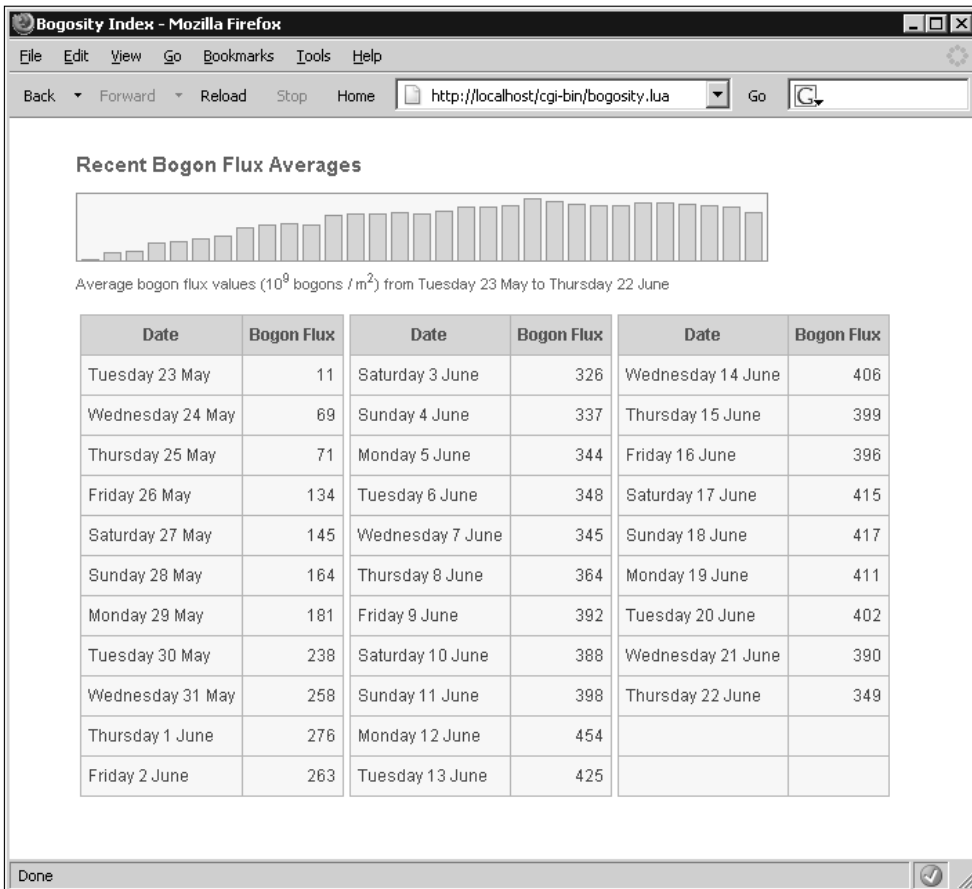 Bogosity Index - Mozilla Firefox
File Edit View Go Bookmarks Tools Help
Back Forward Reload Stop Home http://localhost/cgi-bin/bogosity.lua Go G
Recent Bogon Flux Averages
Average bogon flux values (10⁹ bogons / m²) from Tuesday 23 May to Thursday 22 June
Date Bogon Flux Date Bogon Flux Date Bogon Flux
Tuesday 23 May 11 Saturday 3 June 326 Wednesday 14 June 406
Wednesday 24 May 69 Sunday 4 June 337 Thursday 15 June 399
Thursday 25 May 71 Monday 5 June 344 Friday 16 June 396
Friday 26 May 134 Tuesday 6 June 348 Saturday 17 June 415
Saturday 27 May 145 Wednesday 7 June 345 Sunday 18 June 417
Sunday 28 May 164 Thursday 8 June 364 Monday 19 June 411
Monday 29 May 181 Friday 9 June 392 Tuesday 20 June 402
Tuesday 30 May 238 Saturday 10 June 388 Wednesday 21 June 390
Wednesday 31 May 258 Sunday 11 June 398 Thursday 22 June 349
Thursday 1 June 276 Monday 12 June 454
Friday 2 June 263 Tuesday 13 June 425
Done